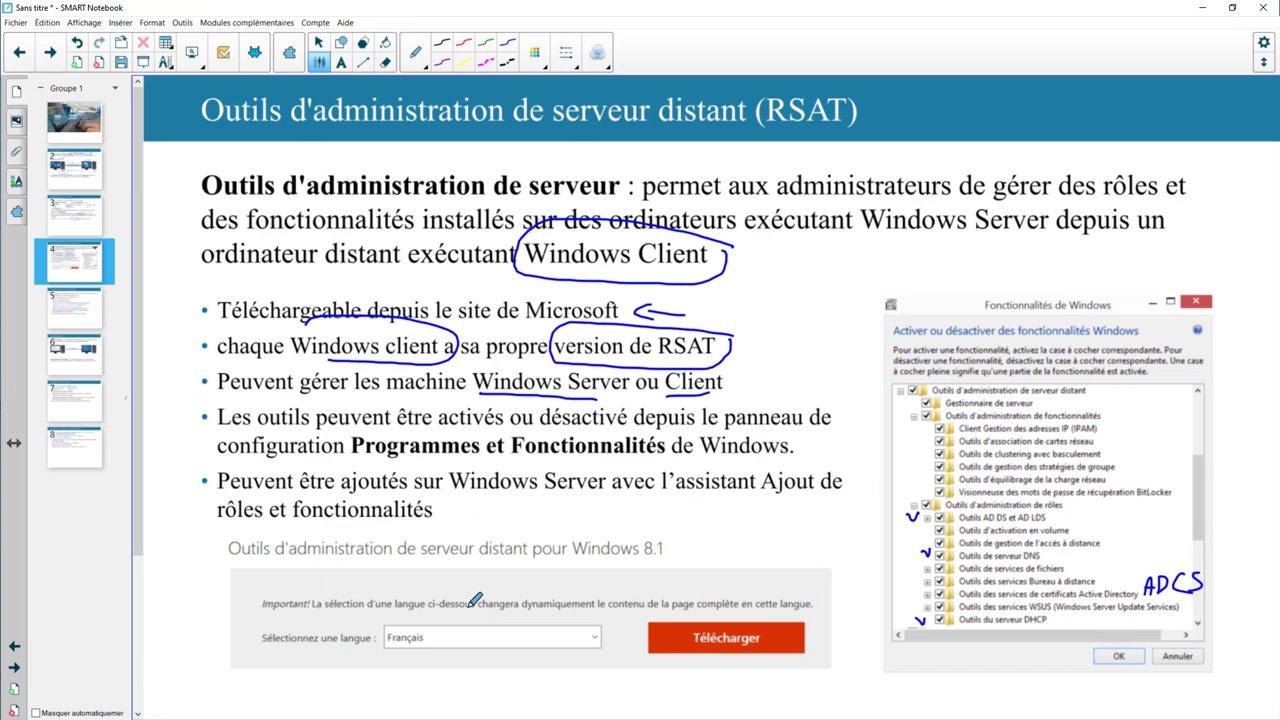 Sans titre * - SMART Notebook
Fichier Édition Affichage Insérer Format Outils Modules complémentaires Compte Aide
Groupe 1
2
3
4
5
6
7
8
Masquer automatiquemer
Outils d'administration de serveur distant (RSAT)
Outils d'administration de serveur : permet aux administrateurs de gérer des rôles et
des fonctionnalités installés sur des ordinateurs exécutant Windows Server depuis un
ordinateur distant exécutant Windows Client
• Téléchargeable depuis le site de Microsoft
• chaque Windows client a sa propre version de RSAT
• Peuvent gérer les machine Windows Server ou Client
• Les outils peuvent être activés ou désactivé depuis le panneau de
configuration Programmes et Fonctionnalités de Windows.
• Peuvent être ajoutés sur Windows Server avec l’assistant Ajout de
rôles et fonctionnalités
Outils d'administration de serveur distant pour Windows 8.1
Important! La sélection d'une langue ci-dessou changera dynamiquement le contenu de la page complète en cette langue.
Sélectionnez une langue : Français Télécharger
Fonctionnalités de Windows
Activer ou désactiver des fonctionnalités Windows
Pour activer une fonctionnalité, activez la case à cocher correspondante. Pour
désactiver une fonctionnalité, désactivez la case à cocher correspondante. Une case
à cocher pleine signifie qu'une partie de la fonctionnalité est activée.
Outils d'administration de serveur distant
Gestionnaire de serveur
Outils d'administration de fonctionnalités
Client Gestion des adresses IP (IPAM)
Outils d'association de cartes réseau
Outils de clustering avec basculement
Outils de gestion des stratégies de groupe
Outils d'équilibrage de la charge réseau
Visionneuse des mots de passe de récupération BitLocker
Outils d'administration de rôles
Outils AD DS et AD LDS
Outils d'activation en volume
Outils de gestion de l'accès à distance
Outils de serveur DNS
Outils de services de fichiers
Outils des services Bureau à distance
Outils des services de certificats Active Directory ADCS
Outils des services WSUS (Windows Server Update Services)
Outils du serveur DHCP
OK Annuler